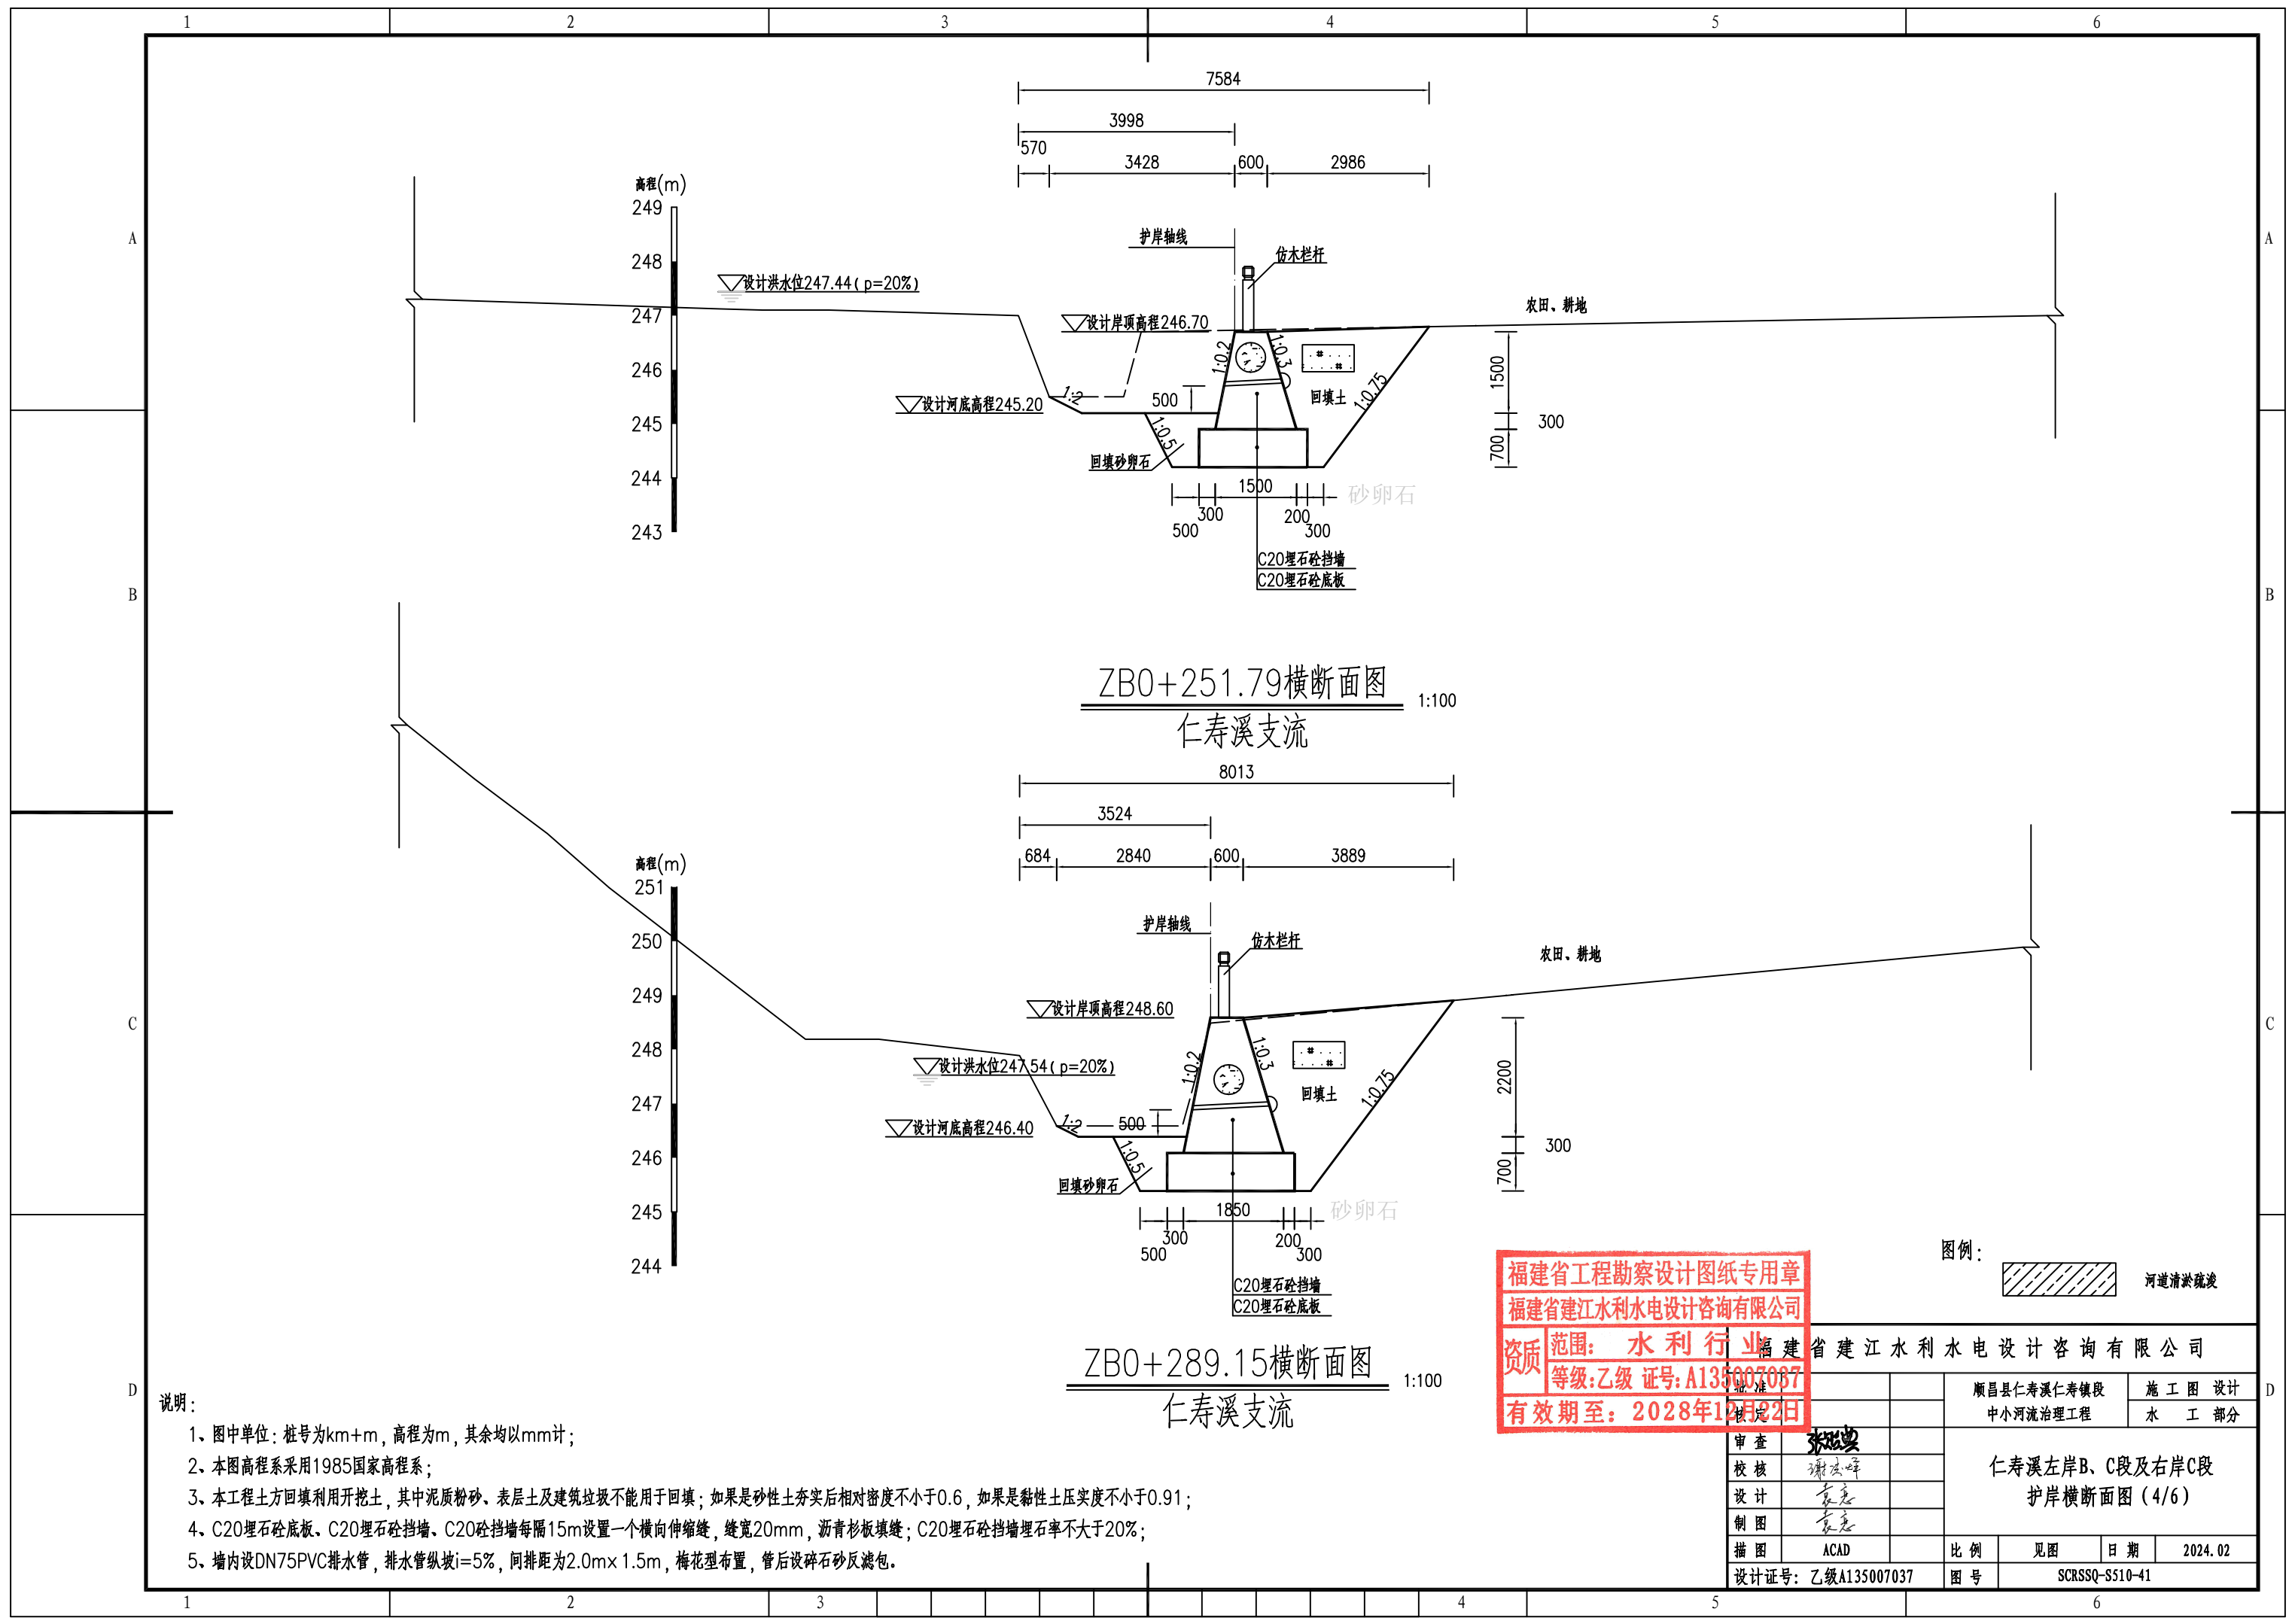 1 2 3 4 5 6
A
B
C
D
A
B
C
D
7584
3998
570
3428
600
2986
高程(m)
249
248
247
246
245
244
243
设计洪水位247.44(p=20%)
护岸轴线
仿木栏杆
设计岸顶高程246.70
农田、耕地
1:0.2
1:0.3
1:0.75
回填土
设计河底高程245.20
1:2
500
1:0.5
回填砂卵石
1500
300
700
1500
300
500
200
300
砂卵石
C20埋石砼挡墙
C20埋石砼底板
ZB0+251.79横断面图
1:100
仁寿溪支流
8013
3524
684
2840
600
3889
高程(m)
251
250
249
248
247
246
245
244
护岸轴线
仿木栏杆
设计岸顶高程248.60
农田、耕地
设计洪水位247.54(p=20%)
1:0.2
1:0.3
1:0.75
回填土
设计河底高程246.40
1:2
500
1:0.5
回填砂卵石
2200
300
700
1850
300
500
200
300
砂卵石
C20埋石砼挡墙
C20埋石砼底板
ZB0+289.15横断面图
1:100
仁寿溪支流
图例:
河道清淤疏浚
说明:
1、图中单位: 桩号为km+m, 高程为m, 其余均以mm计;
2、本图高程系采用1985国家高程系;
3、本工程土方回填利用开挖土, 其中泥质粉砂、表层土及建筑垃圾不能用于回填; 如果是砂性土夯实后相对密度不小于0.6, 如果是黏性土压实度不小于0.91;
4、C20埋石砼底板、C20埋石砼挡墙、C20砼挡墙每隔15m设置一个横向伸缩缝, 缝宽20mm, 沥青杉板填缝; C20埋石砼挡墙埋石率不大于20%;
5、墙内设DN75PVC排水管, 排水管纵坡i=5%, 间排距为2.0mx1.5m, 梅花型布置, 管后设碎石砂反滤包。
福建省工程勘察设计图纸专用章
福建省建江水利水电设计咨询有限公司
资质
范围: 水利行业
等级:乙级 证号:A135007037
有效期至: 2028年12月22日
福建省建江水利水电设计咨询有限公司
批准
核定
审查
校核
设计
制图
描图 ACAD
设计证号: 乙级A135007037
顺昌县仁寿溪仁寿镇段
中小河流治理工程
施工图 设计
水 工 部分
仁寿溪左岸B、C段及右岸C段
护岸横断面图（4/6）
比例 见图 日期 2024.02
图号 SCRSSQ-S510-41
1 2 3 4 5 6